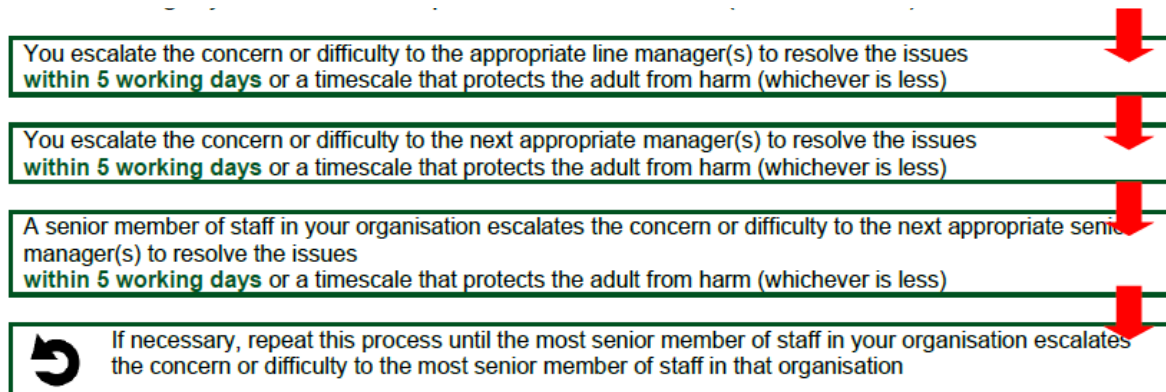 You escalate the concern or difficulty to the appropriate line manager(s) to resolve the issues
within 5 working days or a timescale that protects the adult from harm (whichever is less)
You escalate the concern or difficulty to the next appropriate manager(s) to resolve the issues
within 5 working days or a timescale that protects the adult from harm (whichever is less)
A senior member of staff in your organisation escalates the concern or difficulty to the next appropriate senior
manager(s) to resolve the issues
within 5 working days or a timescale that protects the adult from harm (whichever is less)
If necessary, repeat this process until the most senior member of staff in your organisation escalates
the concern or difficulty to the most senior member of staff in that organisation